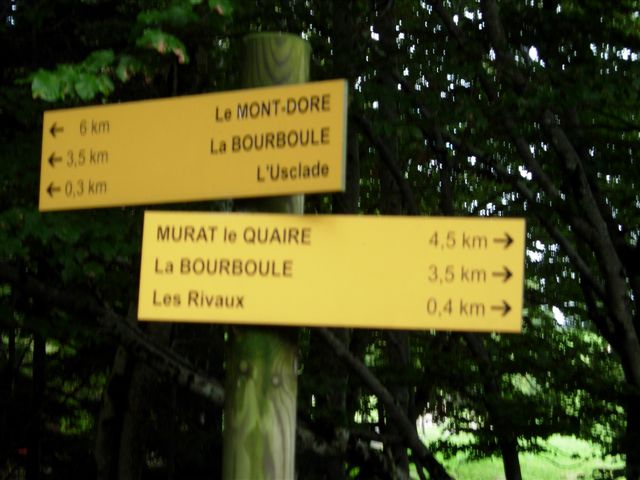 ← 6 km Le MONT-DORE
← 3,5 km La BOURBOULE
← 0,3 km L'Usclade
MURAT le QUAIRE 4,5 km →
La BOURBOULE 3,5 km →
Les Rivaux 0,4 km →